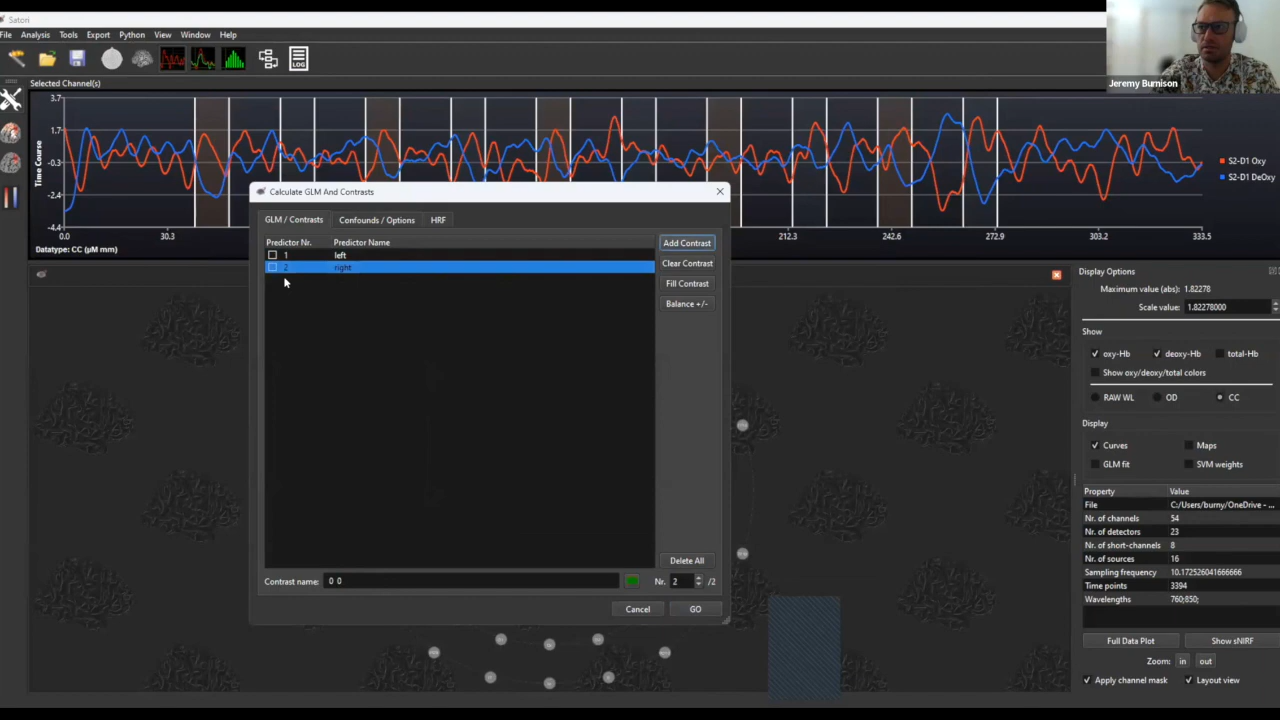 Satori
File Analysis Tools Export Python View Window Help
LOG
Jeremy Burnison
Selected Channel(s)
3.7
1.7
-0.3
-2.4
-4.4
Time Course
0.0 30.3 212.3 242.6 303.2 333.5
Datatype: CC (µM mm)
S2-D1 Oxy
S2-D1 DeOxy
Calculate GLM And Contrasts
GLM / Contrasts Confounds / Options HRF
Predictor Nr. Predictor Name
1 left
2 right
Add Contrast
Clear Contrast
Fill Contrast
Balance +/-
Delete All
Contrast name: 0 0 Nr. 2 /2
Cancel GO
Display Options
Maximum value (abs): 1.82278
Scale value: 1.82278000
Show
oxy-Hb deoxy-Hb total-Hb
Show oxy/deoxy/total colors
RAW WL OD CC
Display
Curves Maps
GLM fit SVM weights
Property Value
File C:/Users/burny/OneDrive - ...
Nr. of channels 54
Nr. of detectors 23
Nr. of short-channels 8
Nr. of sources 16
Sampling frequency 10.172526041666666
Time points 3394
Wavelengths 760;850;
Full Data Plot Show sNIRF
Zoom: in out
Apply channel mask Layout view